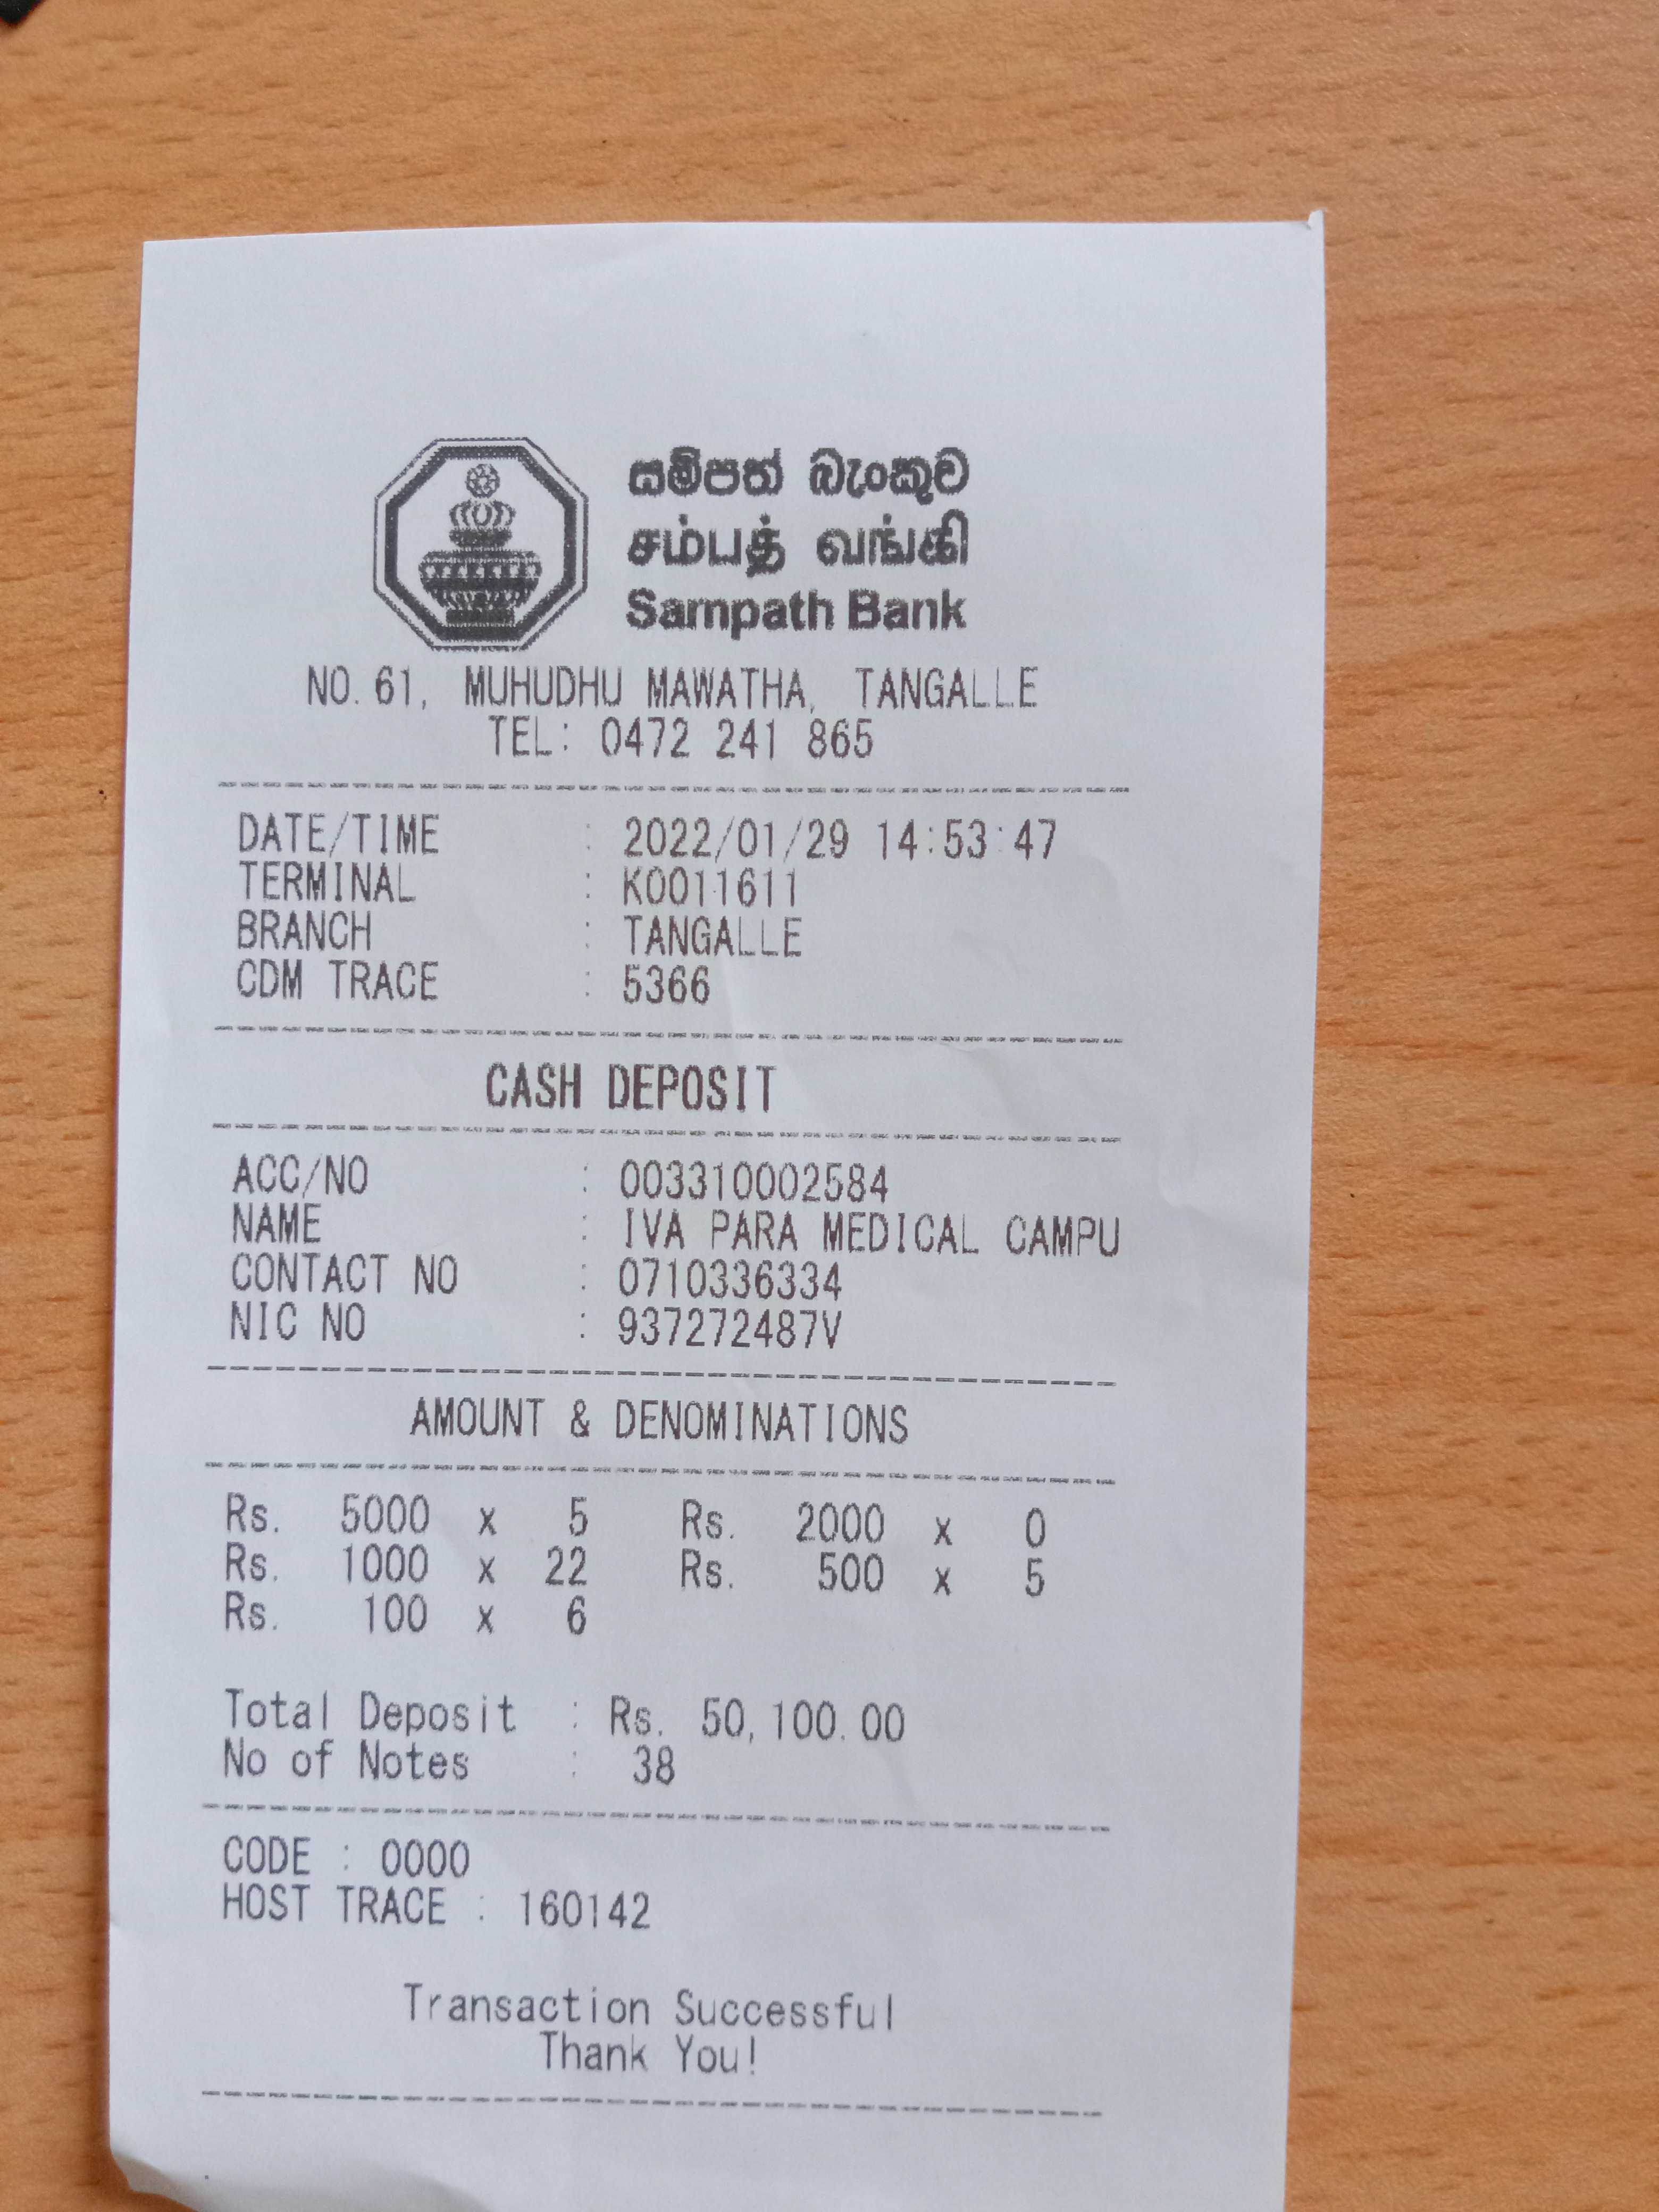 සම්පත් බැංකුව
சம்பத் வங்கி
Sampath Bank
NO.61, MUHUDHU MAWATHA, TANGALLE
TEL: 0472 241 865
DATE/TIME : 2022/01/29 14:53:47
TERMINAL : K0011611
BRANCH : TANGALLE
CDM TRACE : 5366
CASH DEPOSIT
ACC/NO : 003310002584
NAME : IVA PARA MEDICAL CAMPU
CONTACT NO : 0710336334
NIC NO : 937272487V
AMOUNT & DENOMINATIONS
Rs. 5000 x 5 Rs. 2000 x 0
Rs. 1000 x 22 Rs. 500 x 5
Rs. 100 x 6
Total Deposit : Rs. 50,100.00
No of Notes : 38
CODE : 0000
HOST TRACE : 160142
Transaction Successful
Thank You!